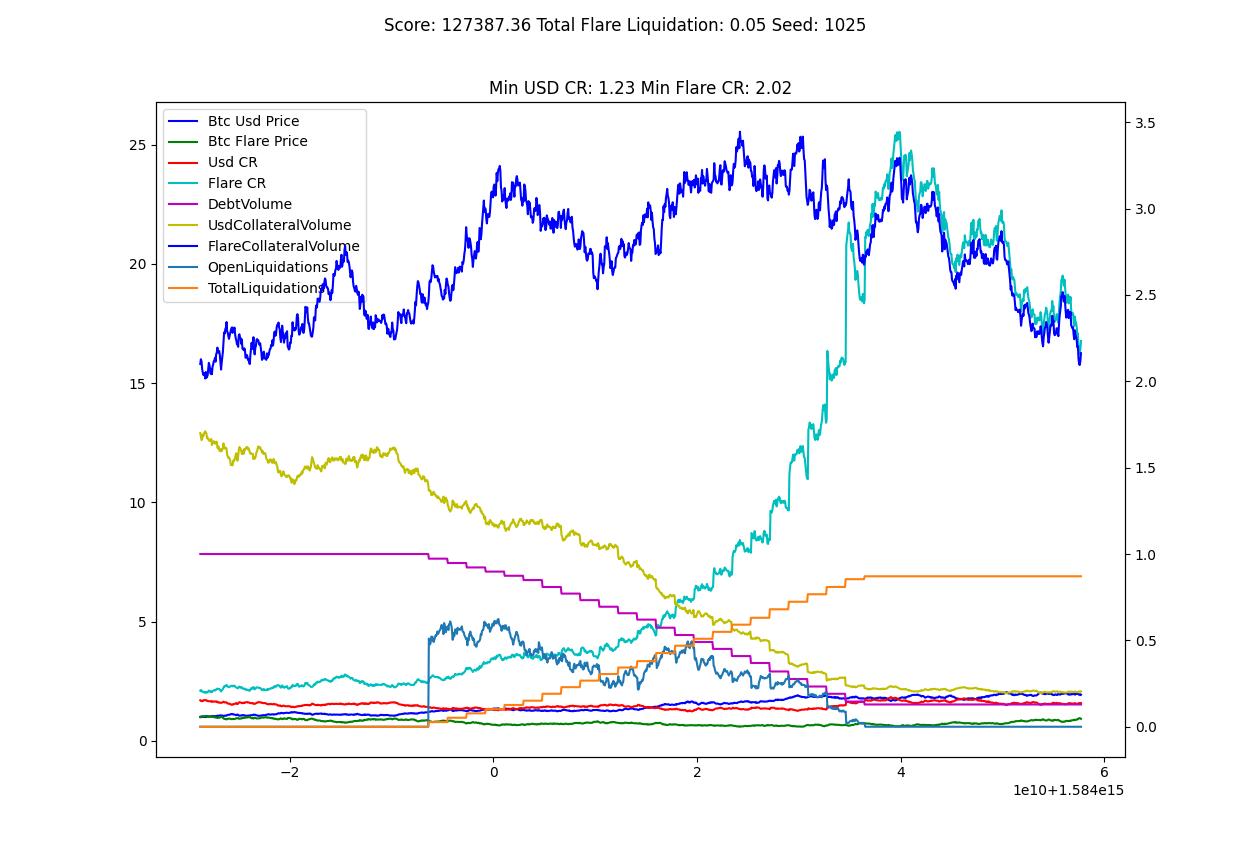 Score: 127387.36 Total Flare Liquidation: 0.05 Seed: 1025
Min USD CR: 1.23 Min Flare CR: 2.02
Btc Usd Price
Btc Flare Price
Usd CR
Flare CR
DebtVolume
UsdCollateralVolume
FlareCollateralVolume
OpenLiquidations
TotalLiquidations
25
20
15
10
5
0
3.5
3.0
2.5
2.0
1.5
1.0
0.5
0.0
−2 0 2 4 6
1e10+1.584e15